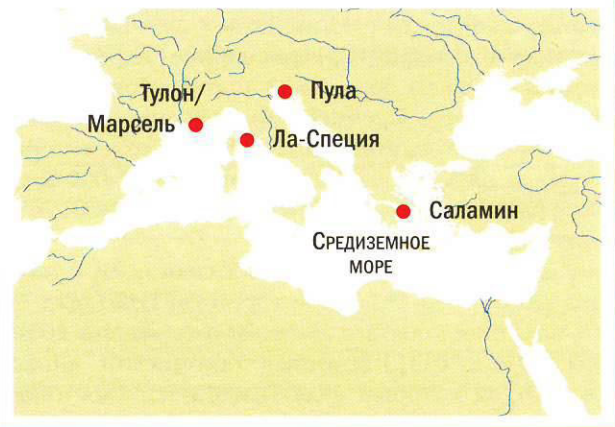 Тулон/
Марсель
Пула
Ла-Специя
Саламин
Средиземное
море